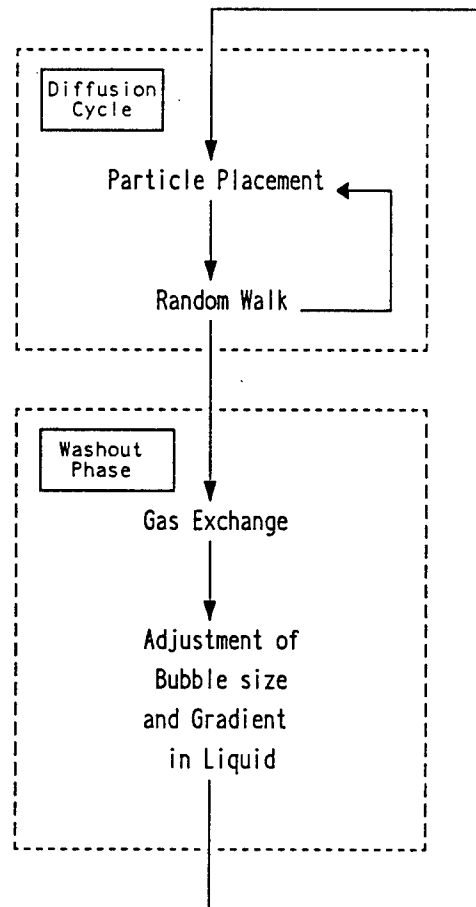 Diffusion
Cycle
Particle Placement
Random Walk
Washout
Phase
Gas Exchange
Adjustment of
Bubble size
and Gradient
in Liquid